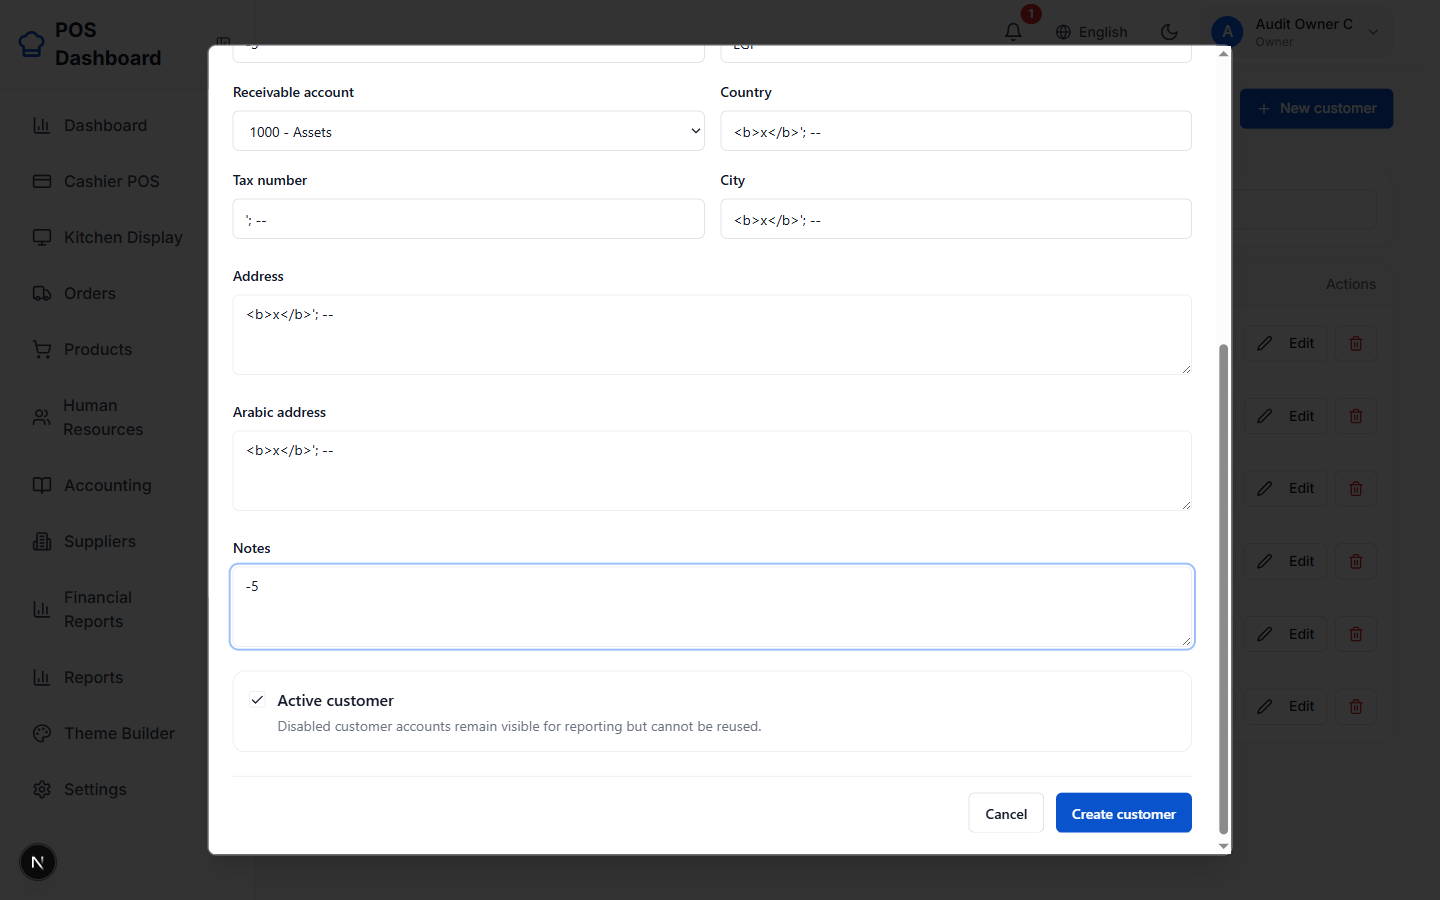 POS
Dashboard
1
English
A
Audit Owner C
Owner
New customer
Dashboard
Cashier POS
Kitchen Display
Orders
Products
Human
Resources
Accounting
Suppliers
Financial
Reports
Reports
Theme Builder
Settings
N
Receivable account
Country
1000 - Assets
<b>x</b>'; --
Tax number
City
'; --
<b>x</b>'; --
Address
<b>x</b>'; --
Arabic address
<b>x</b>'; --
Notes
-5
Active customer
Disabled customer accounts remain visible for reporting but cannot be reused.
Cancel
Create customer
Actions
Edit
Edit
Edit
Edit
Edit
Edit